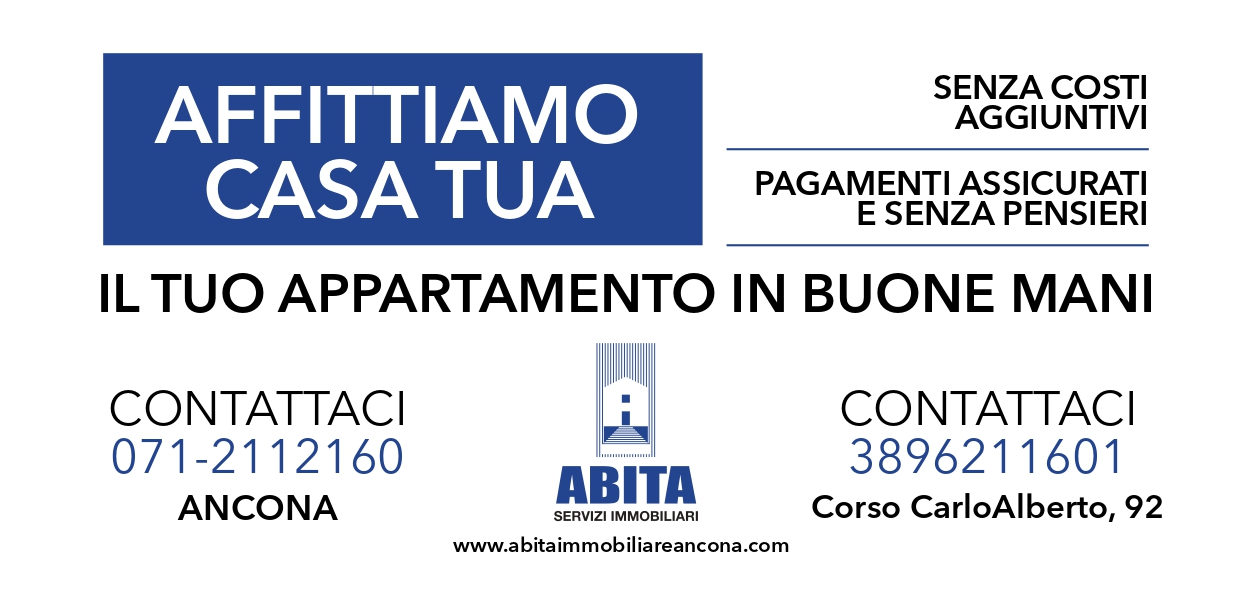 AFFITTIAMO
CASA TUA
SENZA COSTI
AGGIUNTIVI
PAGAMENTI ASSICURATI
E SENZA PENSIERI
IL TUO APPARTAMENTO IN BUONE MANI
CONTATTACI
071-2112160
ANCONA
ABITA
SERVIZI IMMOBILIARI
www.abitaimmobiliareancona.com
CONTATTACI
3896211601
Corso CarloAlberto, 92